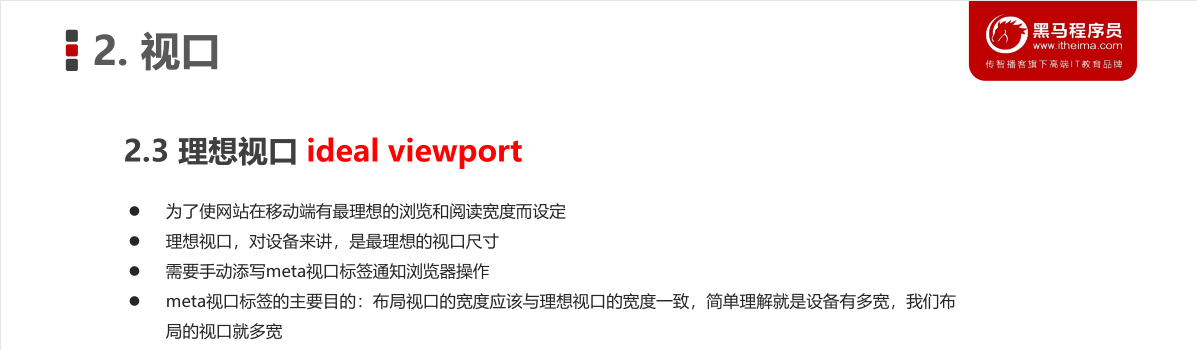 2. 视口
黑马程序员
www.itheima.com
传智播客旗下高端IT教育品牌
2.3 理想视口 ideal viewport
● 为了使网站在移动端有最理想的浏览和阅读宽度而设定
● 理想视口，对设备来讲，是最理想的视口尺寸
● 需要手动添写meta视口标签通知浏览器操作
● meta视口标签的主要目的：布局视口的宽度应该与理想视口的宽度一致，简单理解就是设备有多宽，我们布
局的视口就多宽